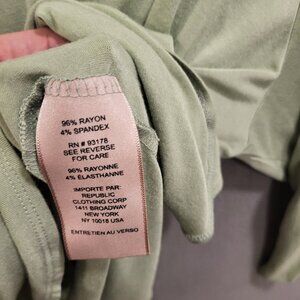 96% RAYON
4% SPANDEX
RN # 93178
SEE REVERSE
FOR CARE
96% RAYONNE
4% ÉLASTHANNE
IMPORTE PAR:
REPUBLIC
CLOTHING CORP
1411 BROADWAY
NEW YORK
NY 10018 USA
ENTRETIEN AU VERSO